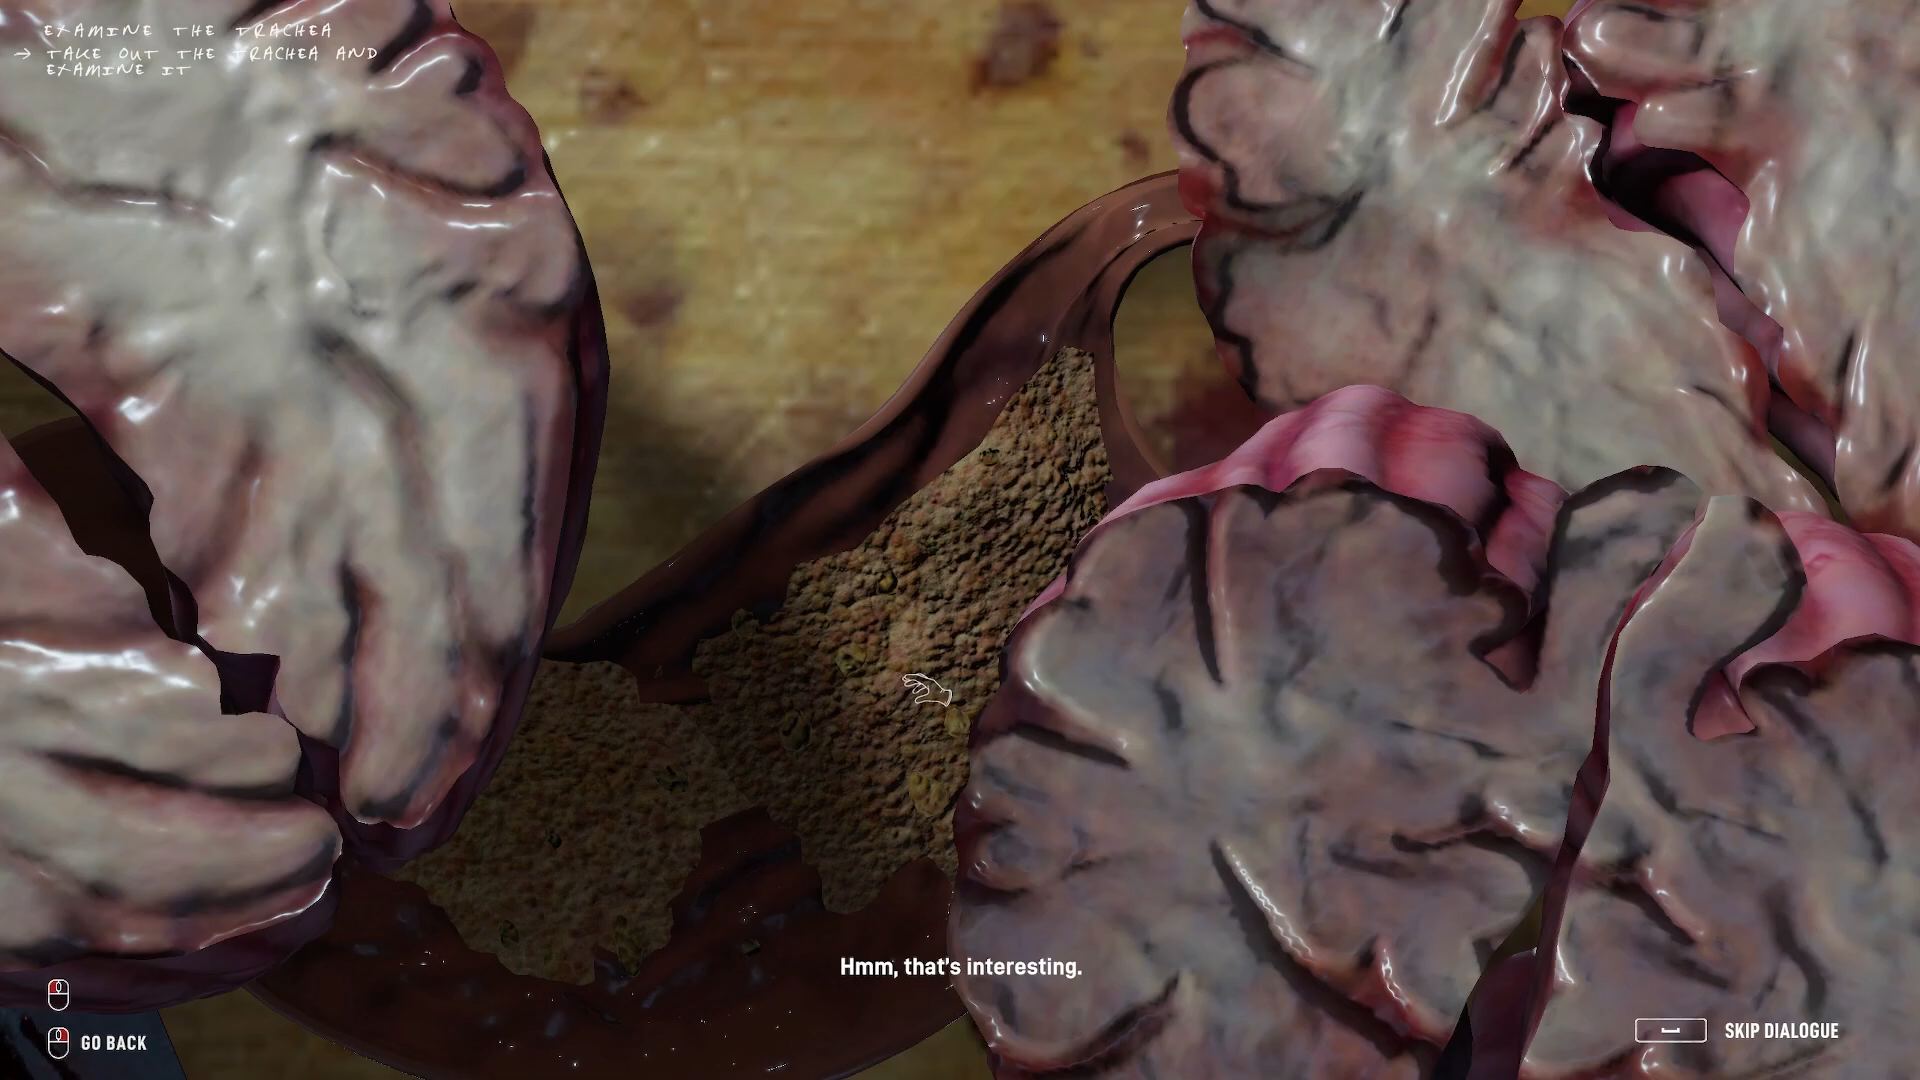 EXAMINE THE TRACHEA
→ TAKE OUT THE TRACHEA AND
EXAMINE IT
Hmm, that's interesting.
GO BACK
SKIP DIALOGUE